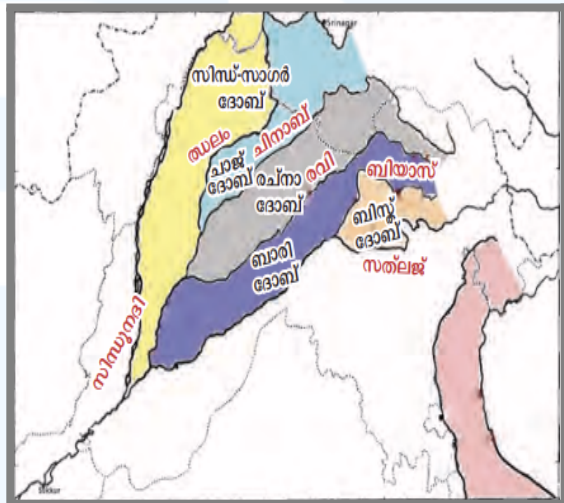 Srinagar
സിന്ധ്-സാഗർ
ദോബ്
ഝലം
ചിനാബ്
ചാജ്
ദോബ്
രച്നാ
ദോബ്
രവി
ബിയാസ്
ബിസ്ത്
ദോബ്
ബാരി
ദോബ്
സത്‌ലജ്
സിന്ധുനദി
Sukkur